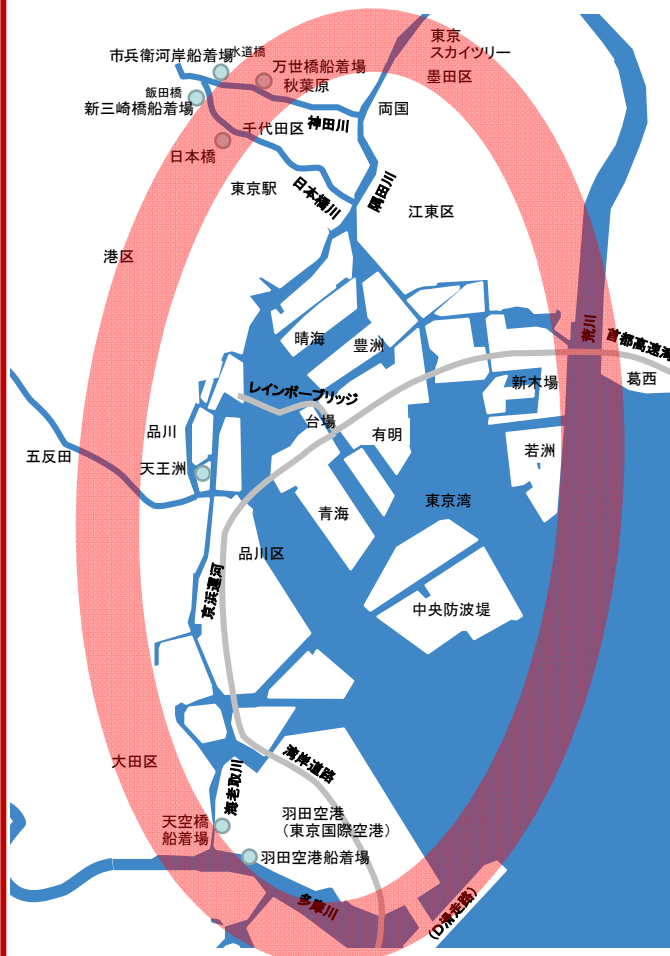 東京
スカイツリー
墨田区
市兵衛河岸船着場
水道橋
万世橋船着場
秋葉原
飯田橋
新三崎橋船着場
両国
千代田区
神田川
日本橋
東京駅
日本橋川
隅田川
江東区
港区
晴海
豊洲
荒川
首都高速湾
新木場
葛西
レインボーブリッジ
台場
有明
品川
五反田
天王洲
若洲
青海
東京湾
品川区
京浜運河
中央防波堤
大田区
湾岸道路
海老取川
天空橋
船着場
羽田空港
(東京国際空港)
羽田空港船着場
多摩川
(D滑走路)